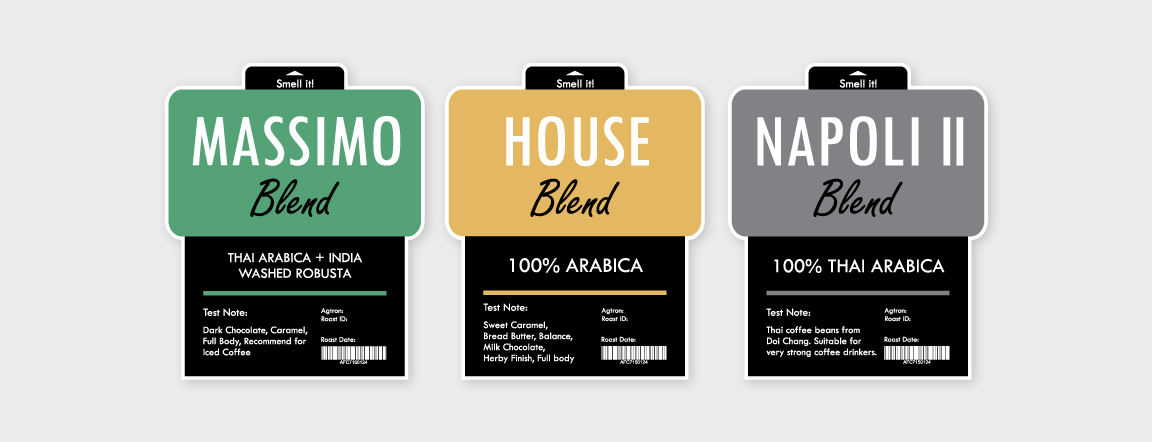 Smell it!
MASSIMO
Blend
THAI ARABICA + INDIA
WASHED ROBUSTA
Test Note:
Dark Chocolate, Caramel,
Full Body, Recommend for
Iced Coffee
Agtron:
Roast ID:
Roast Date:
AFC7150124
Smell it!
HOUSE
Blend
100% ARABICA
Test Note:
Sweet Caramel,
Bread Butter, Balance,
Milk Chocolate,
Herby Finish, Full body
Agtron:
Roast ID:
Roast Date:
AFC7150124
Smell it!
NAPOLI II
Blend
100% THAI ARABICA
Test Note:
Thai coffee beans from
Doi Chang. Suitable for
very strong coffee drinkers.
Agtron:
Roast ID:
Roast Date:
AFC7150124